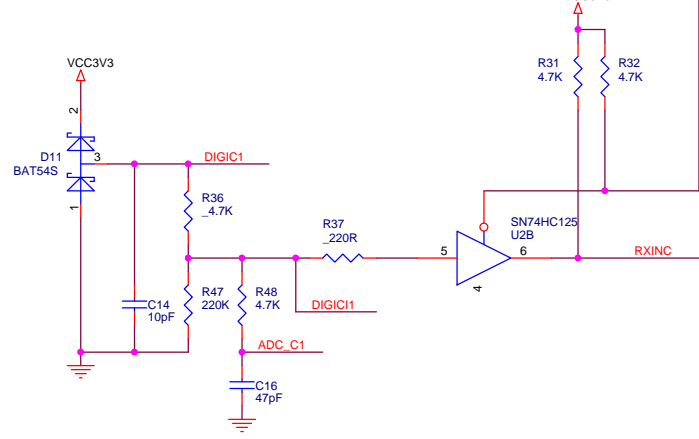 VCC3V3
R31
4.7K
R32
4.7K
2
D11
BAT54S
3
DIGIC1
1
R36
_4.7K
R37
_220R
SN74HC125
U2B
5
6
4
RXINC
C14
10pF
R47
220K
R48
4.7K
DIGICI1
ADC_C1
C16
47pF